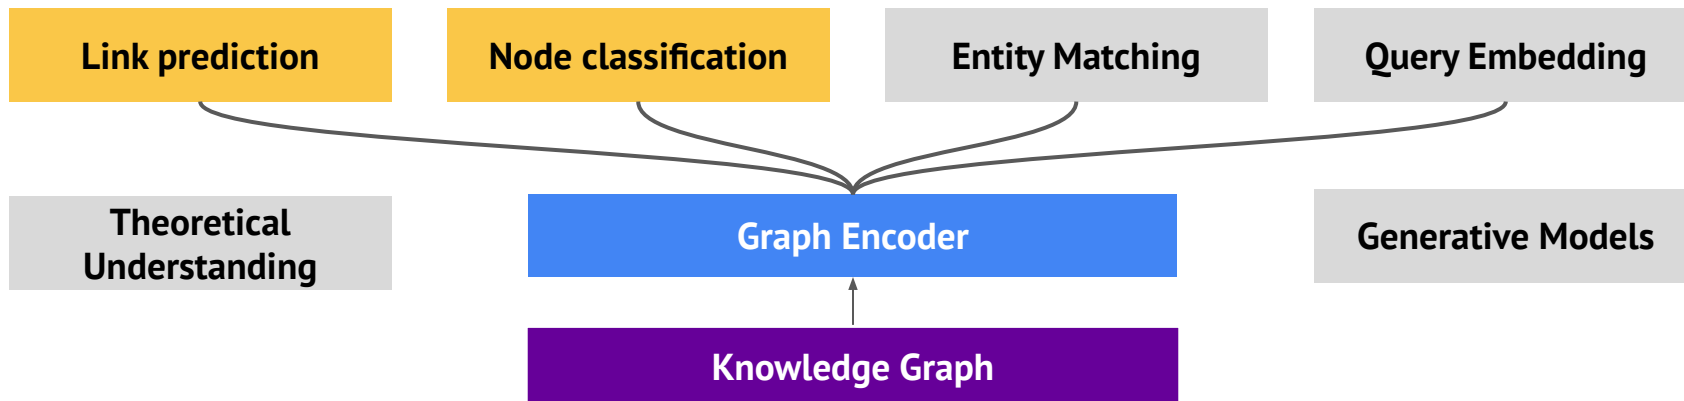 Link prediction
Node classification
Entity Matching
Query Embedding
Theoretical
Understanding
Graph Encoder
Generative Models
Knowledge Graph